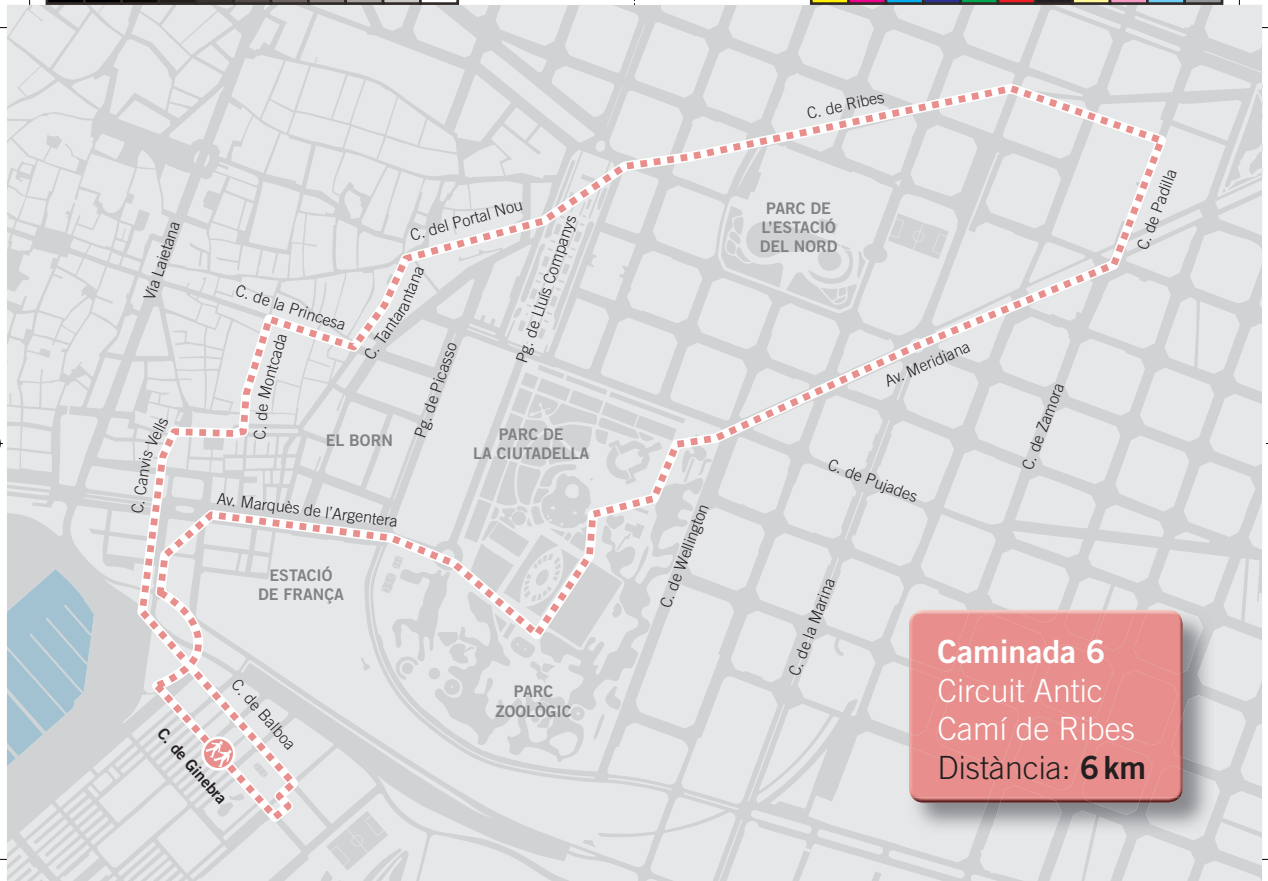 C. de Ribes
C. de Padilla
PARC DE
L'ESTACIÓ
DEL NORD
C. del Portal Nou
Pg. de Lluís Companys
Via Laietana
C. de la Princesa
C. Tantarantana
C. de Montcada
Pg. de Picasso
Av. Meridiana
C. de Zamora
C. Canvis Vells
EL BORN
PARC DE
LA CIUTADELLA
C. de Pujades
Av. Marquès de l'Argentera
C. de Wellington
ESTACIÓ
DE FRANÇA
C. de la Marina
PARC
ZOOLÒGIC
C. de Balboa
C. de Ginebra
Caminada 6
Circuit Antic
Camí de Ribes
Distància: 6 km